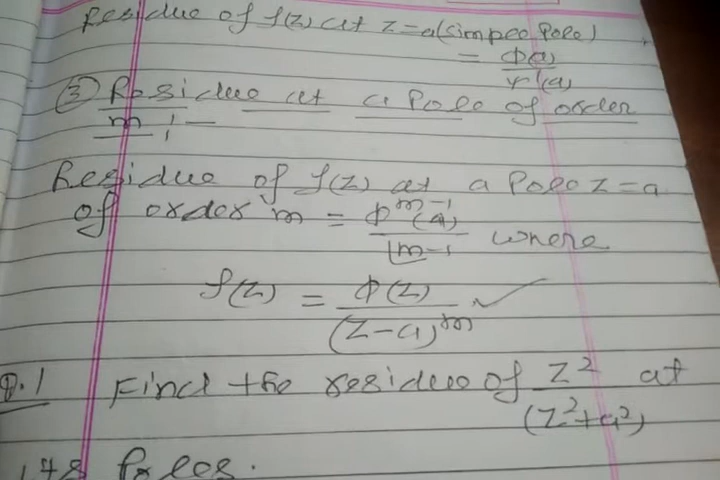 Residue of f(z) at z=a (simple Pole)
= Φ(a)/ψ'(a)
③ Residue at a Pole of order
m :-
Residue of f(z) at a Pole z=a
of order 'm = Φ^(m-1)(a)/|m-1 where
f(z) = Φ(z)/(z-a)^m ✓
Q.1 Find the residue of z²/(z²+a²) at
its Poles.